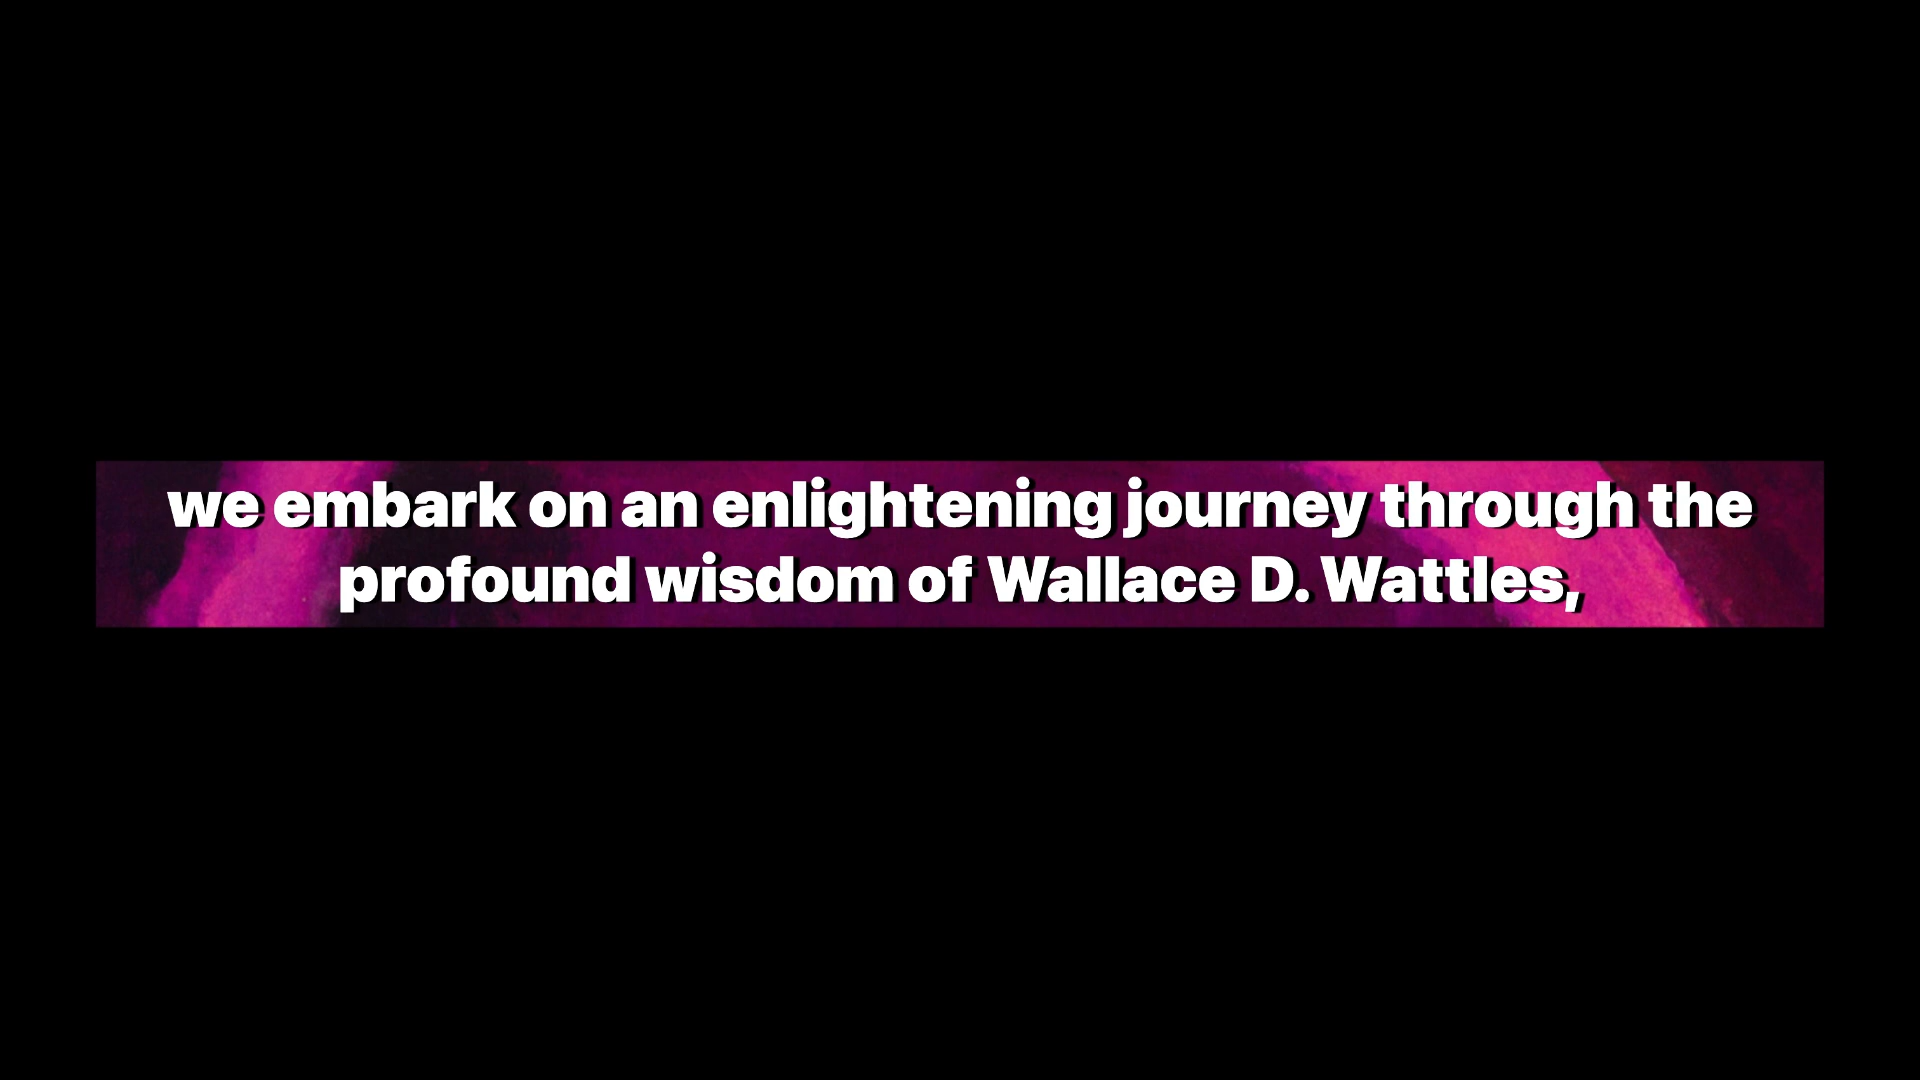 we embark on an enlightening journey through the
profound wisdom of Wallace D. Wattles,